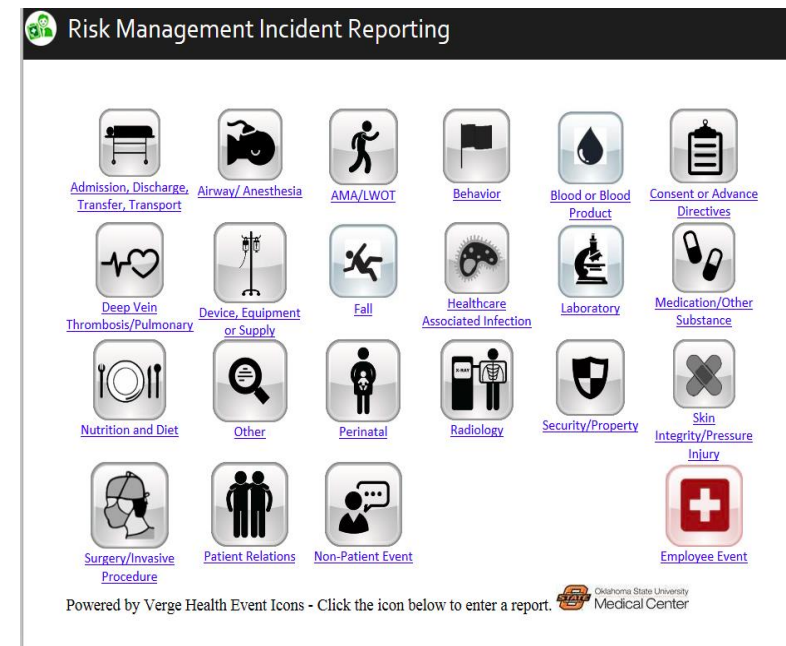 Risk Management Incident Reporting
Admission, Discharge,
Transfer, Transport
Airway/ Anesthesia
AMA/LWOT
Behavior
Blood or Blood
Product
Consent or Advance
Directives
Deep Vein
Thrombosis/Pulmonary
Device, Equipment
or Supply
Fall
Healthcare
Associated Infection
Laboratory
Medication/Other
Substance
X-RAY
Nutrition and Diet
Other
Perinatal
Radiology
Security/Property
Skin
Integrity/Pressure
Injury
Surgery/Invasive
Procedure
Patient Relations
Non-Patient Event
Employee Event
Powered by Verge Health Event Icons - Click the icon below to enter a report.
STATE
Oklahoma State University
Medical Center